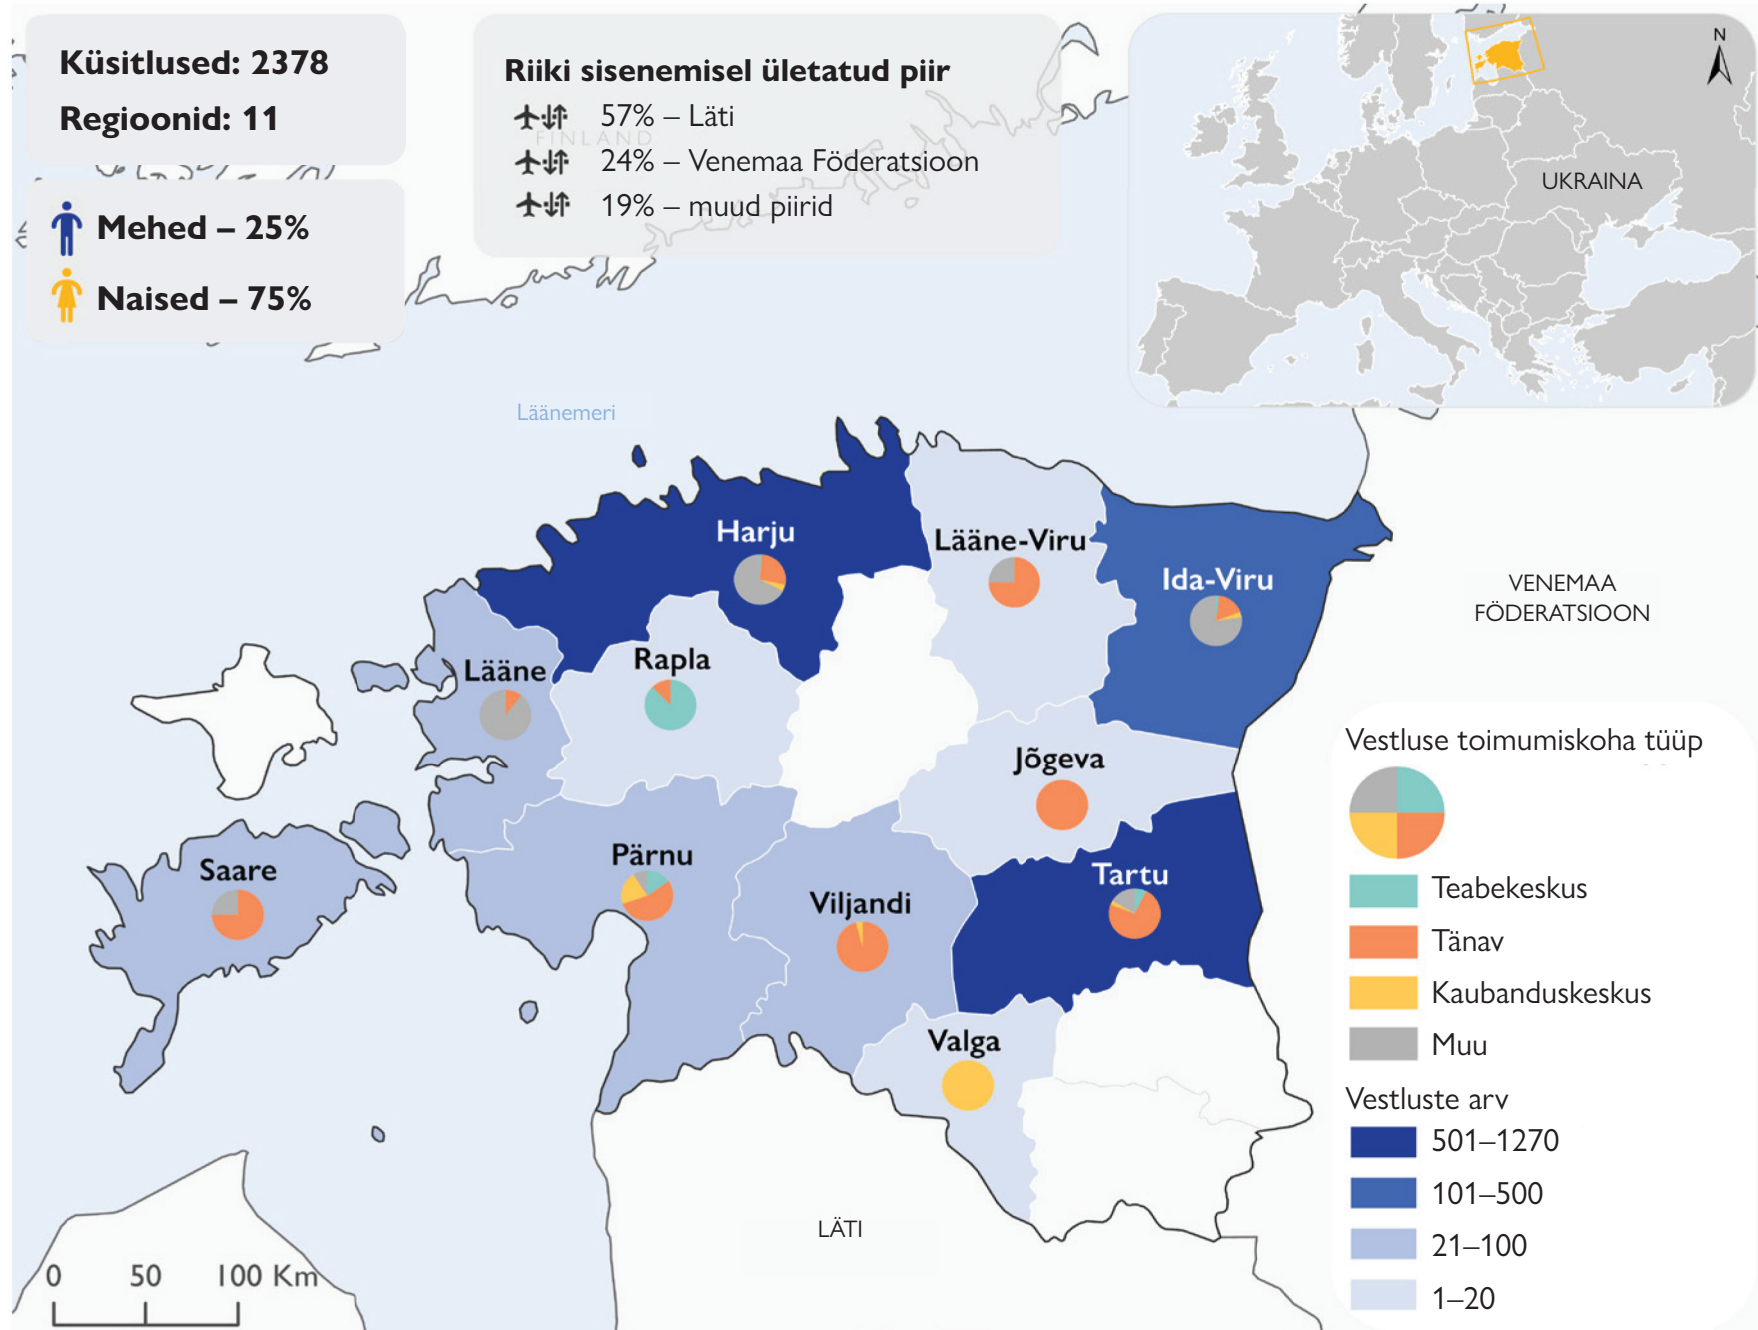 Küsitlused: 2378
Regioonid: 11
Mehed – 25%
Naised – 75%
Riiki sisenemisel ületatud piir
57% – Läti
FINLAND
24% – Venemaa Föderatsioon
19% – muud piirid
N
UKRAINA
Läänemeri
Harju
Lääne-Viru
Ida-Viru
VENEMAA
FÖDERATSIOON
Lääne
Rapla
Jõgeva
Saare
Pärnu
Viljandi
Tartu
Valga
LÄTI
Vestluse toimumiskoha tüüp
Teabekeskus
Tänav
Kaubanduskeskus
Muu
Vestluste arv
501–1270
101–500
21–100
1–20
0 50 100 Km